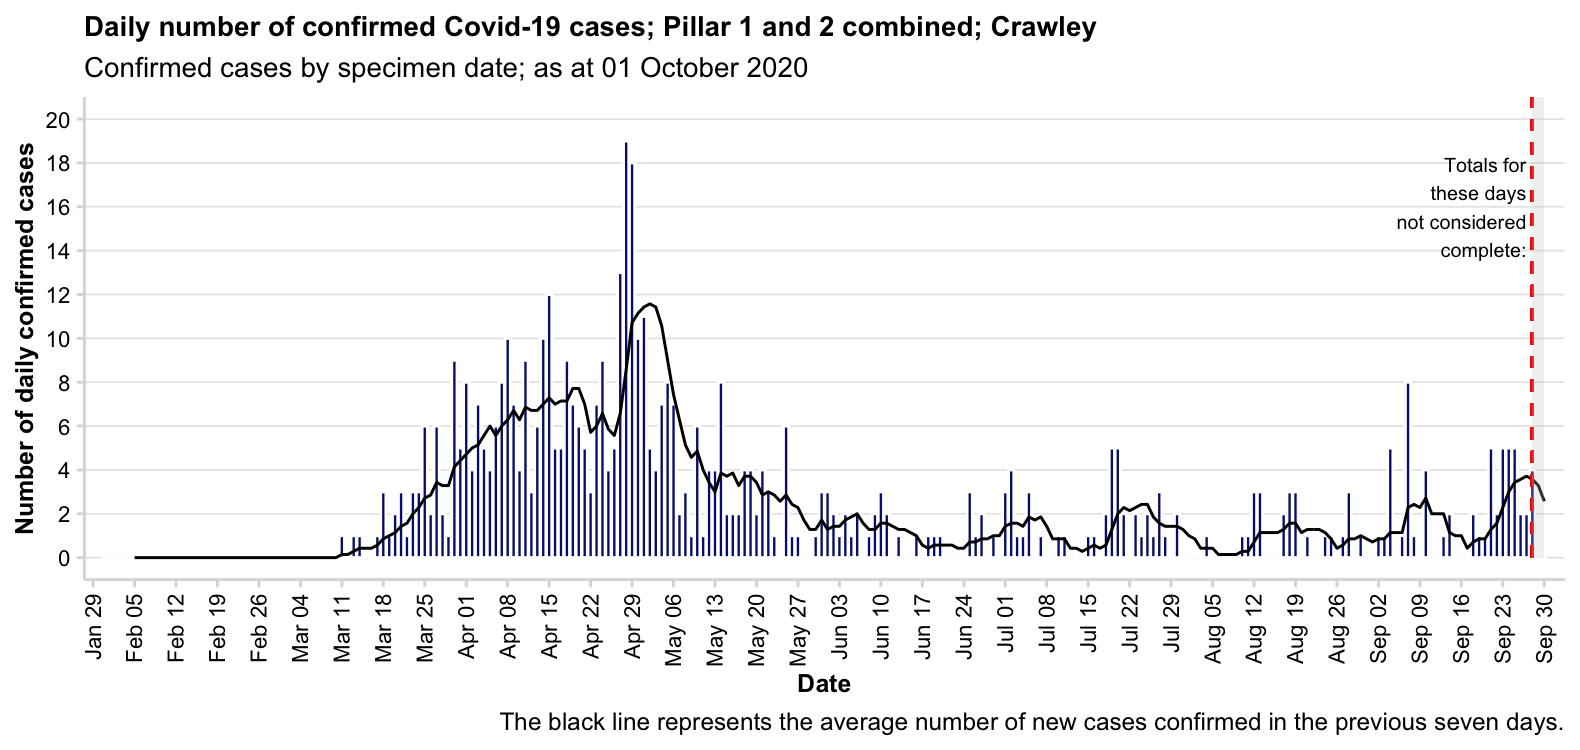 Daily number of confirmed Covid-19 cases; Pillar 1 and 2 combined; Crawley
Confirmed cases by specimen date; as at 01 October 2020
Number of daily confirmed cases
20
18
16
14
12
10
8
6
4
2
0
Totals for
these days
not considered
complete:
Jan 29
Feb 05
Feb 12
Feb 19
Feb 26
Mar 04
Mar 11
Mar 18
Mar 25
Apr 01
Apr 08
Apr 15
Apr 22
Apr 29
May 06
May 13
May 20
May 27
Jun 03
Jun 10
Jun 17
Jun 24
Jul 01
Jul 08
Jul 15
Jul 22
Jul 29
Aug 05
Aug 12
Aug 19
Aug 26
Sep 02
Sep 09
Sep 16
Sep 23
Sep 30
Date
The black line represents the average number of new cases confirmed in the previous seven days.